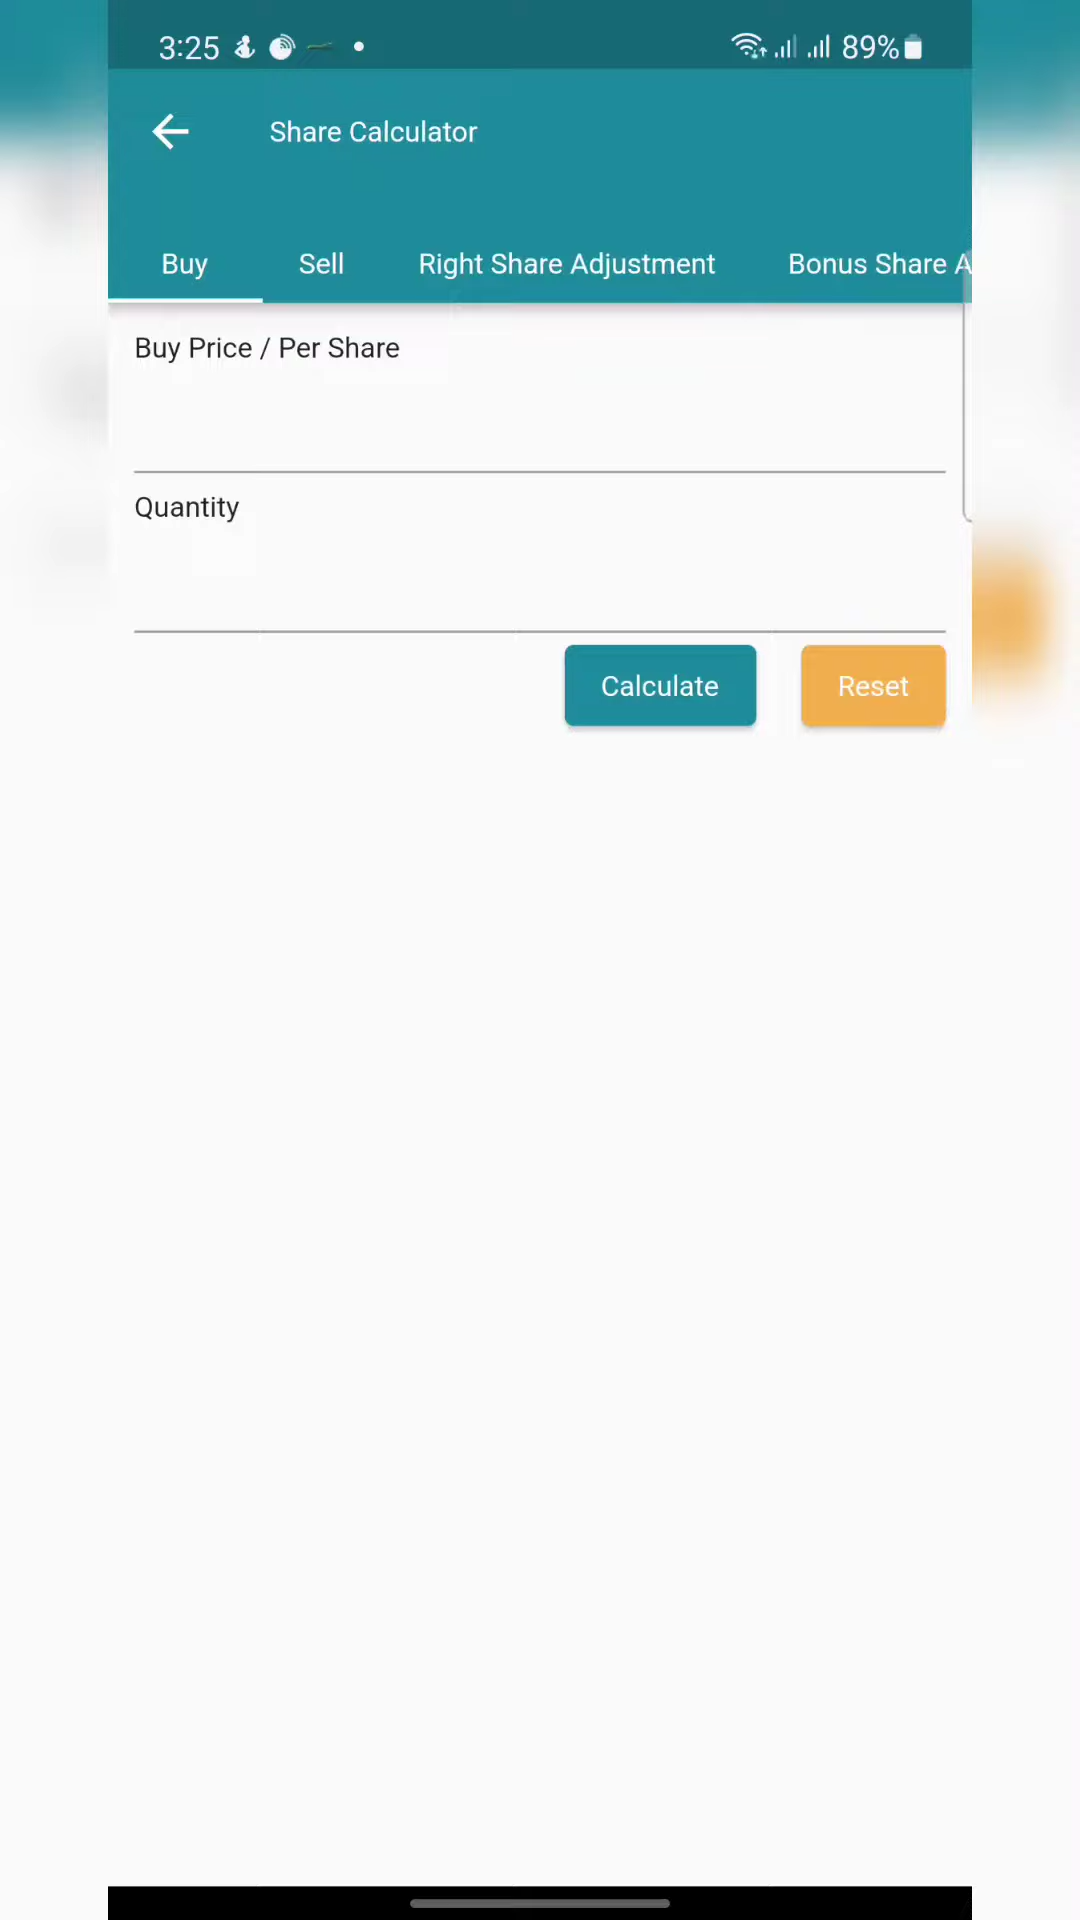 3:25
89%
Share Calculator
Buy
Sell
Right Share Adjustment
Bonus Share A
Buy Price / Per Share
Quantity
Calculate
Reset